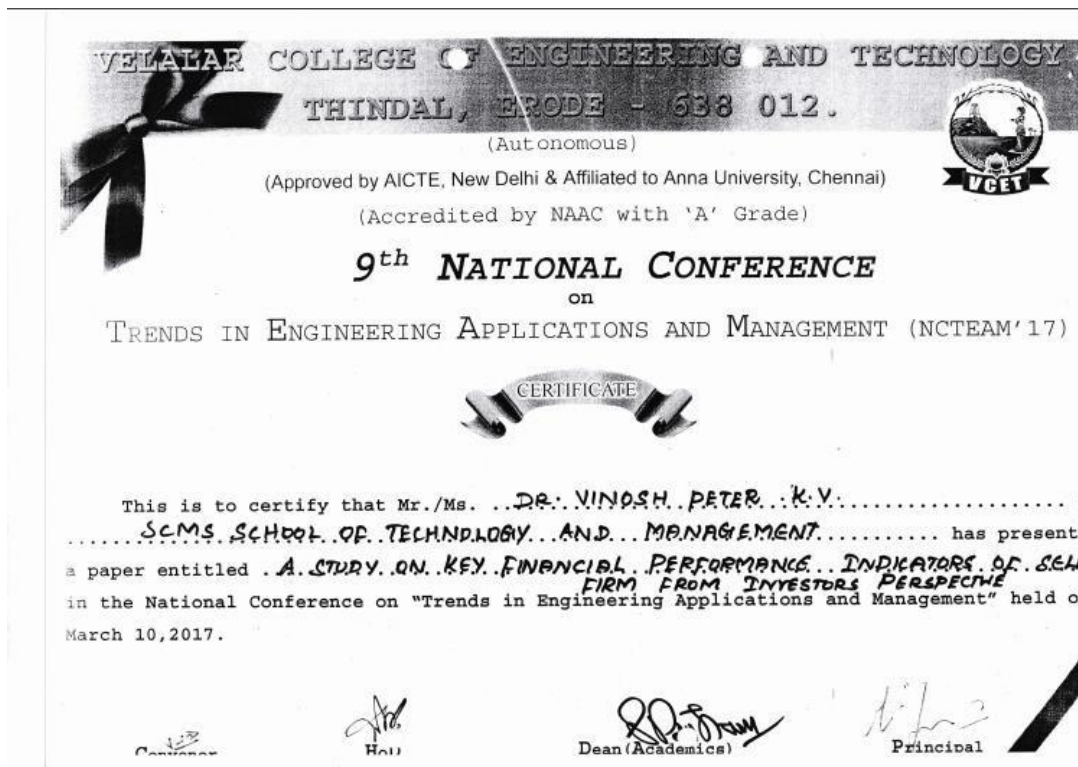 VELALAR COLLEGE OF ENGINEERING AND TECHNOLOGY
THINDAL, ERODE - 638 012.
(Autonomous)
(Approved by AICTE, New Delhi & Affiliated to Anna University, Chennai)
(Accredited by NAAC with 'A' Grade)
VCET
9th NATIONAL CONFERENCE
on
TRENDS IN ENGINEERING APPLICATIONS AND MANAGEMENT (NCTEAM'17)
CERTIFICATE
This is to certify that Mr./Ms. ..DR. VINOSH PETER .K.V.....................
.......SCMS SCHOOL OF TECHNOLOGY AND MANAGEMENT........... has present
a paper entitled .A STUDY ON KEY FINANCIAL PERFORMANCE INDICATORS OF
FIRM FROM INVESTORS PERSPECTIVE
in the National Conference on "Trends in Engineering Applications and Management" held o
March 10,2017.
Convenor HoD Dean(Academics) Principal